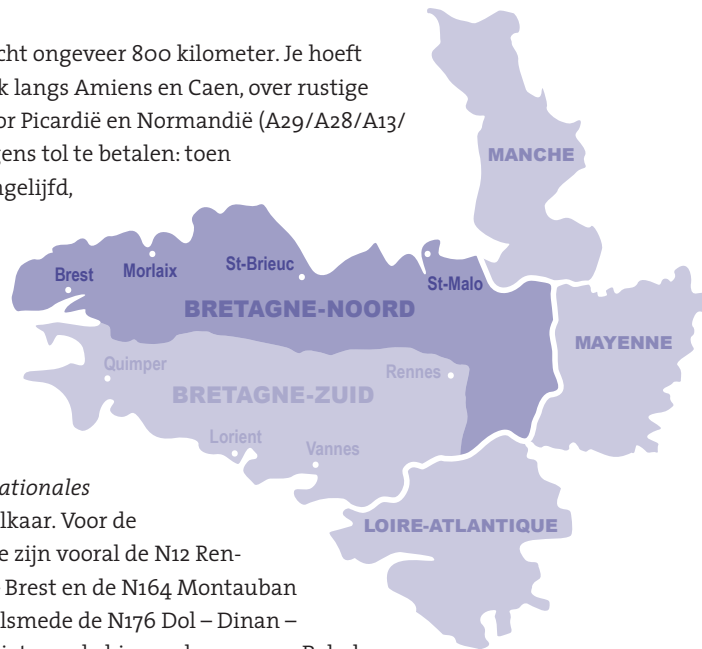 cht ongeveer 800 kilometer. Je hoeft
k langs Amiens en Caen, over rustige
or Picardië en Normandië (A29/A28/A13/
gens tol te betalen: toen
ngelijfd,
MANCHE
Brest
Morlaix
St-Brieuc
St-Malo
BRETAGNE-NOORD
MAYENNE
Quimper
Rennes
BRETAGNE-ZUID
Lorient
Vannes
LOIRE-ATLANTIQUE
ationales
lkaar. Voor de
e zijn vooral de N12 Ren-
Brest en de N164 Montauban
lsmede de N176 Dol – Dinan –